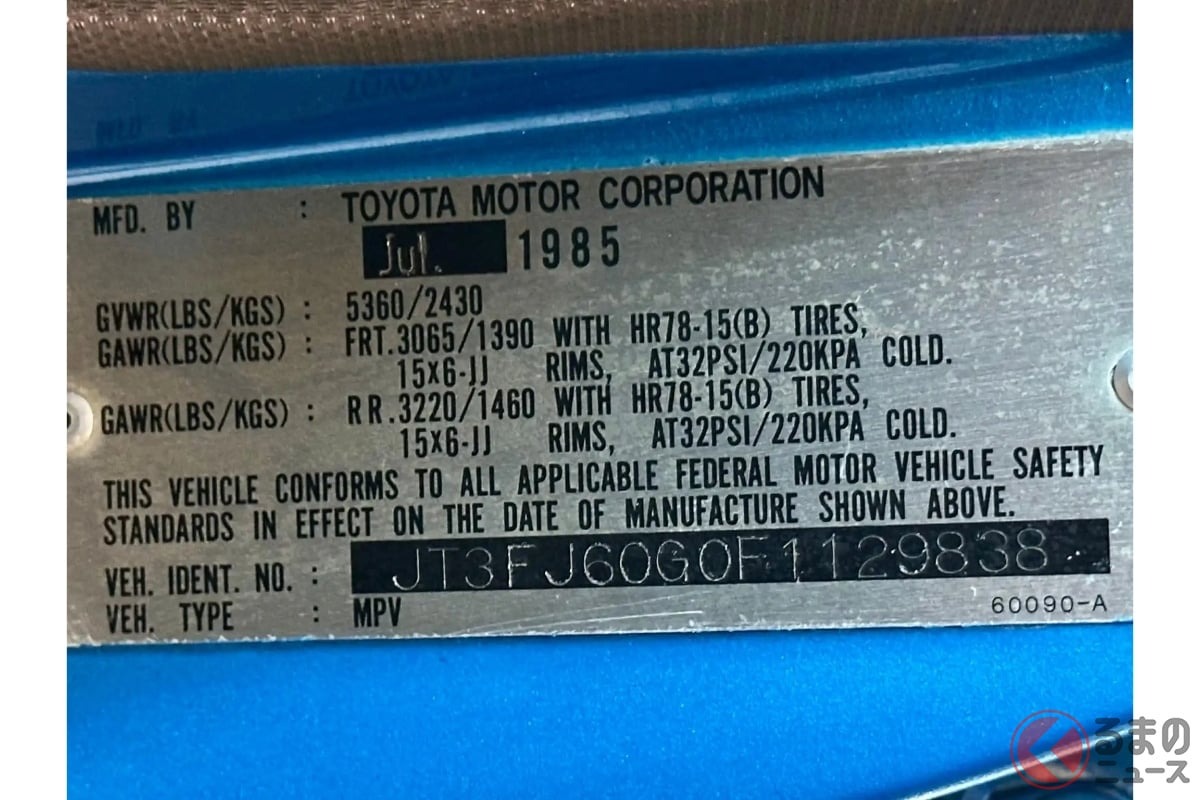 MFD. BY : TOYOTA MOTOR CORPORATION
Jul. 1985
GVWR(LBS/KGS) : 5360/2430
GAWR(LBS/KGS) : FRT.3065/1390 WITH HR78-15(B) TIRES,
15X6-JJ RIMS, AT32PSI/220KPA COLD.
GAWR(LBS/KGS) : RR.3220/1460 WITH HR78-15(B) TIRES,
15X6-JJ RIMS, AT32PSI/220KPA COLD.
THIS VEHICLE CONFORMS TO ALL APPLICABLE FEDERAL MOTOR VEHICLE SAFETY
STANDARDS IN EFFECT ON THE DATE OF MANUFACTURE SHOWN ABOVE.
VEH. IDENT. NO. : JT3FJ60G0F1129838
VEH. TYPE : MPV
60090-A
くるまの
ニュース